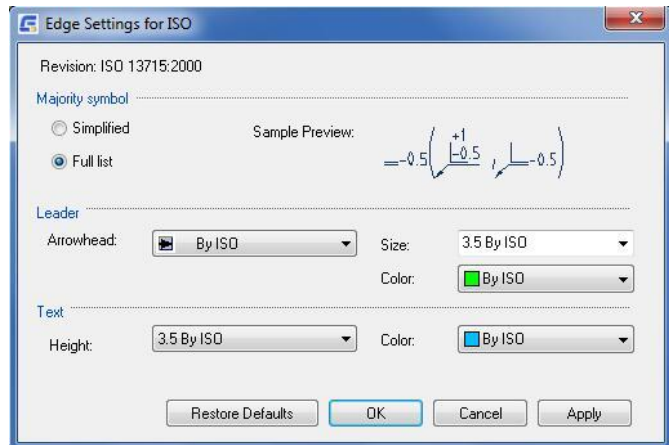 Edge Settings for ISO
Revision: ISO 13715:2000
Majority symbol
Simplified
Full list
Sample Preview:
+1
-0.5 ( -0.5 , -0.5 )
Leader
Arrowhead: By ISO Size: 3.5 By ISO
Color: By ISO
Text
Height: 3.5 By ISO Color: By ISO
Restore Defaults OK Cancel Apply